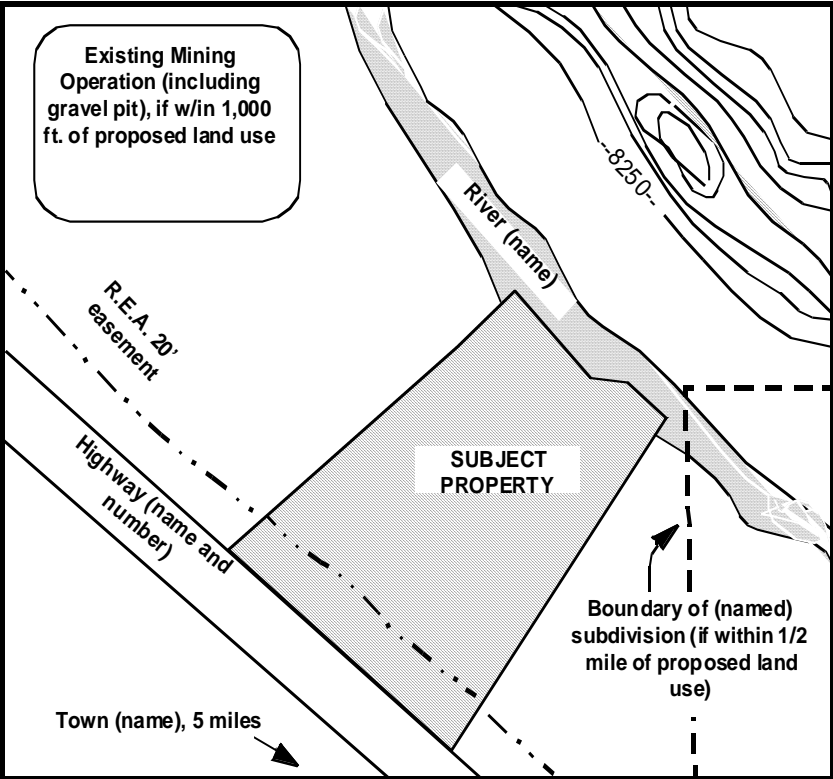 Existing Mining
Operation (including
gravel pit), if w/in 1,000
ft. of proposed land use
--8250--
River (name)
R.E.A. 20'
easement
Highway (name and
number)
SUBJECT
PROPERTY
Boundary of (named)
subdivision (if within 1/2
mile of proposed land
use)
Town (name), 5 miles